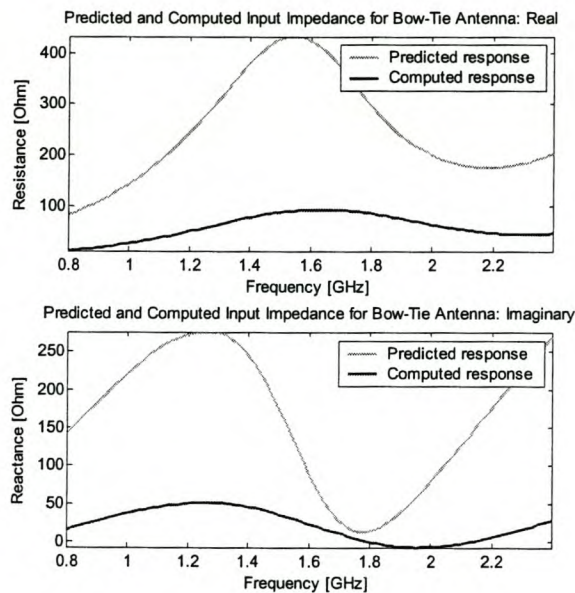 Predicted and Computed Input Impedance for Bow-Tie Antenna: Real
400
300
200
100
Resistance [Ohm]
Predicted response
Computed response
0.8 1 1.2 1.4 1.6 1.8 2 2.2
Frequency [GHz]
Predicted and Computed Input Impedance for Bow-Tie Antenna: Imaginary
250
200
150
100
50
0
Reactance [Ohm]
Predicted response
Computed response
0.8 1 1.2 1.4 1.6 1.8 2 2.2
Frequency [GHz]